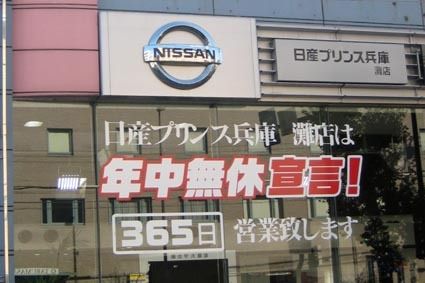 NISSAN
日産プリンス兵庫
灘店
日産プリンス兵庫 灘店は
年中無休宣言!
365日 営業致します